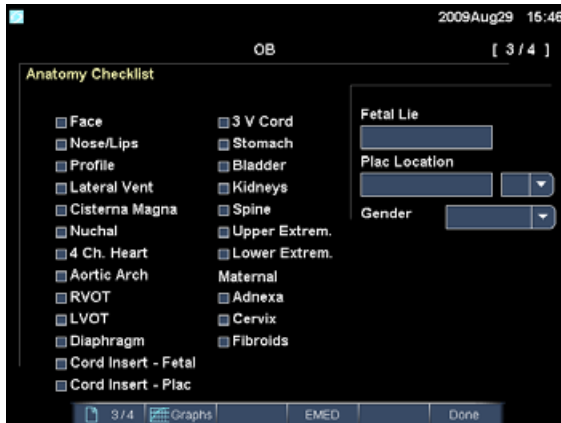 2009Aug29 15:46
OB
[ 3/4 ]
Anatomy Checklist
Face
Nose/Lips
Profile
Lateral Vent
Cisterna Magna
Nuchal
4 Ch. Heart
Aortic Arch
RVOT
LVOT
Diaphragm
Cord Insert - Fetal
Cord Insert - Plac
3 V Cord
Stomach
Bladder
Kidneys
Spine
Upper Extrem.
Lower Extrem.
Maternal
Adnexa
Cervix
Fibroids
Fetal Lie
Plac Location
Gender
3/4 Graphs EMED Done